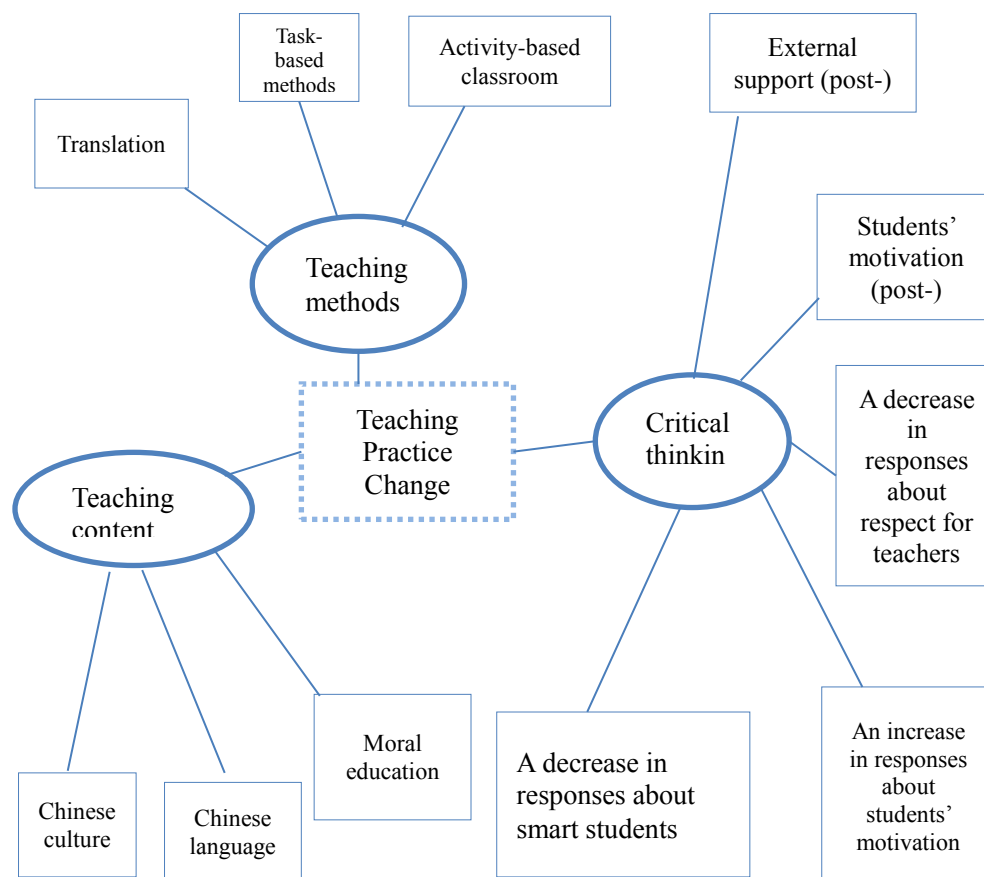 Task-
based
methods
Activity-based
classroom
External
support (post-)
Translation
Students’
motivation
(post-)
Teaching
methods
Teaching
Practice
Change
Critical
thinkin
A decrease
in
responses
about
respect for
teachers
Teaching
content
Moral
education
A decrease in
responses about
smart students
An increase
in responses
about
students’
motivation
Chinese
culture
Chinese
language